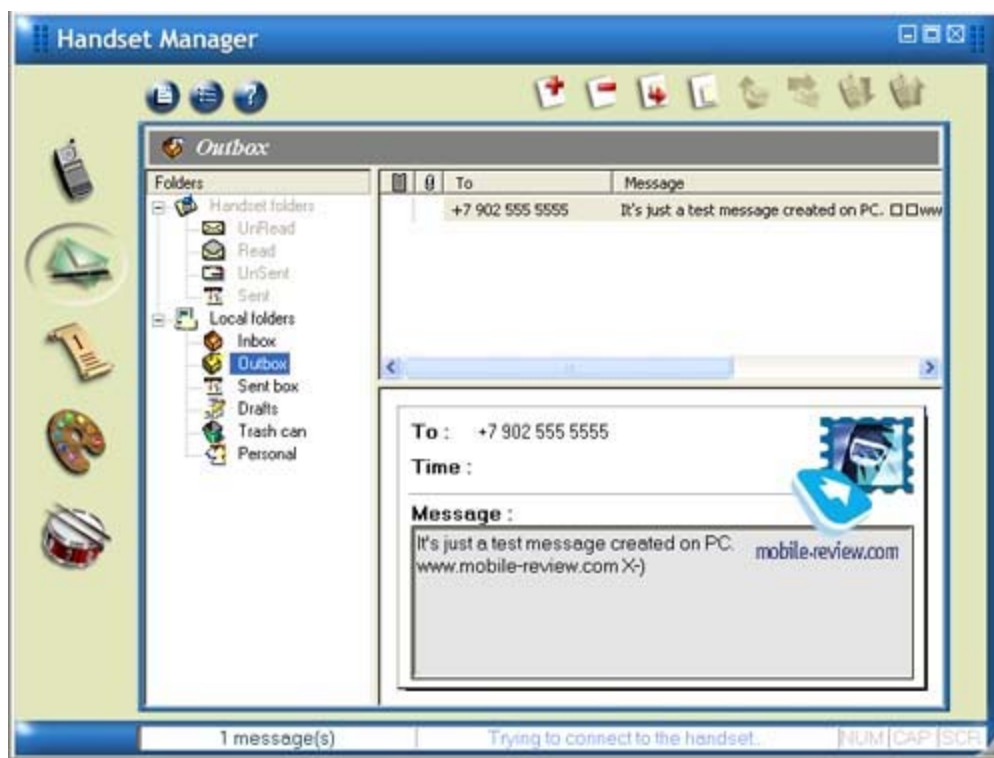 Handset Manager
Outbox
Folders
Handset folders
UnRead
Read
UnSent
Sent
Local folders
Inbox
Outbox
Sent box
Drafts
Trash can
Personal
To Message
+7 902 555 5555 It's just a test message created on PC. □□www
To : +7 902 555 5555
Time :
Message :
It's just a test message created on PC.
www.mobile-review.com X-)
mobile-review.com
1 message(s) Trying to connect to the handset.. NUM CAP SCR